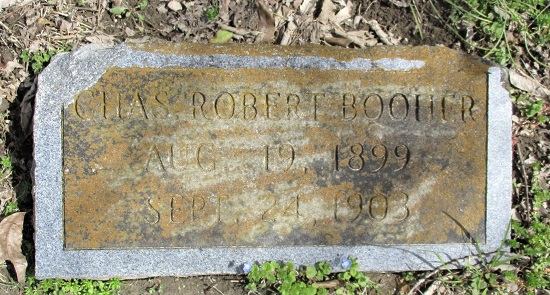 CHAS. ROBERT BOOHER
AUG. 19, 1899
SEPT. 24, 1903